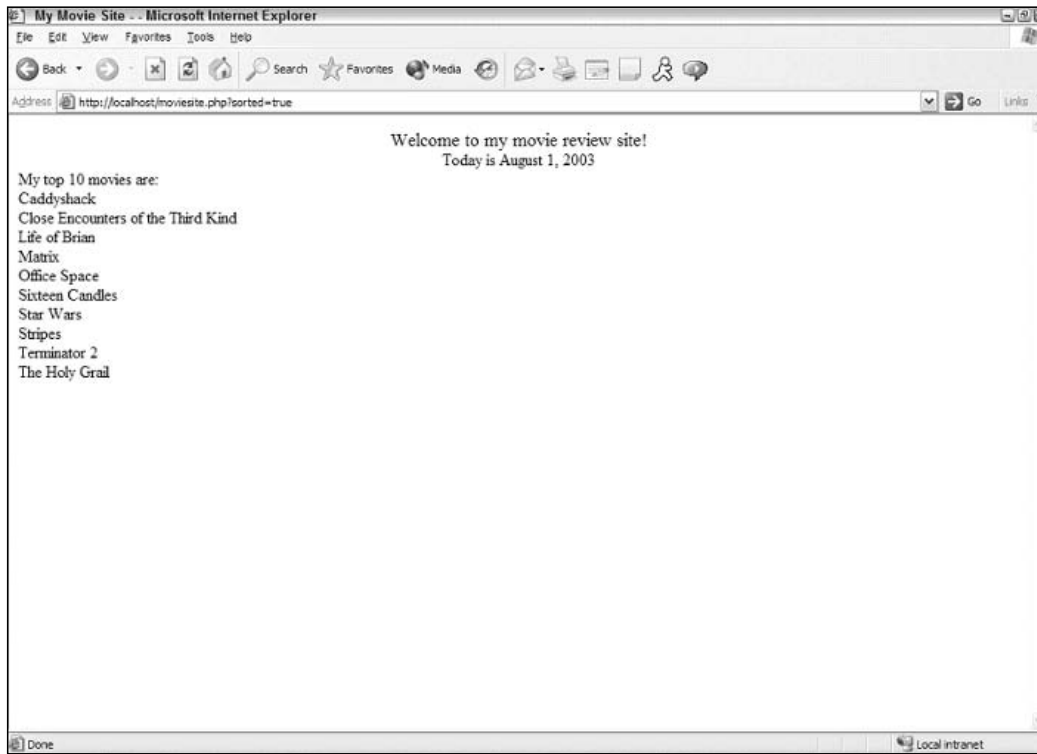 My Movie Site - - Microsoft Internet Explorer
File Edit View Favorites Tools Help
Back Search Favorites Media
Address http://localhost/moviesite.php?sorted=true Go Links
Welcome to my movie review site!
Today is August 1, 2003
My top 10 movies are:
Caddyshack
Close Encounters of the Third Kind
Life of Brian
Matrix
Office Space
Sixteen Candles
Star Wars
Stripes
Terminator 2
The Holy Grail
Done Local intranet